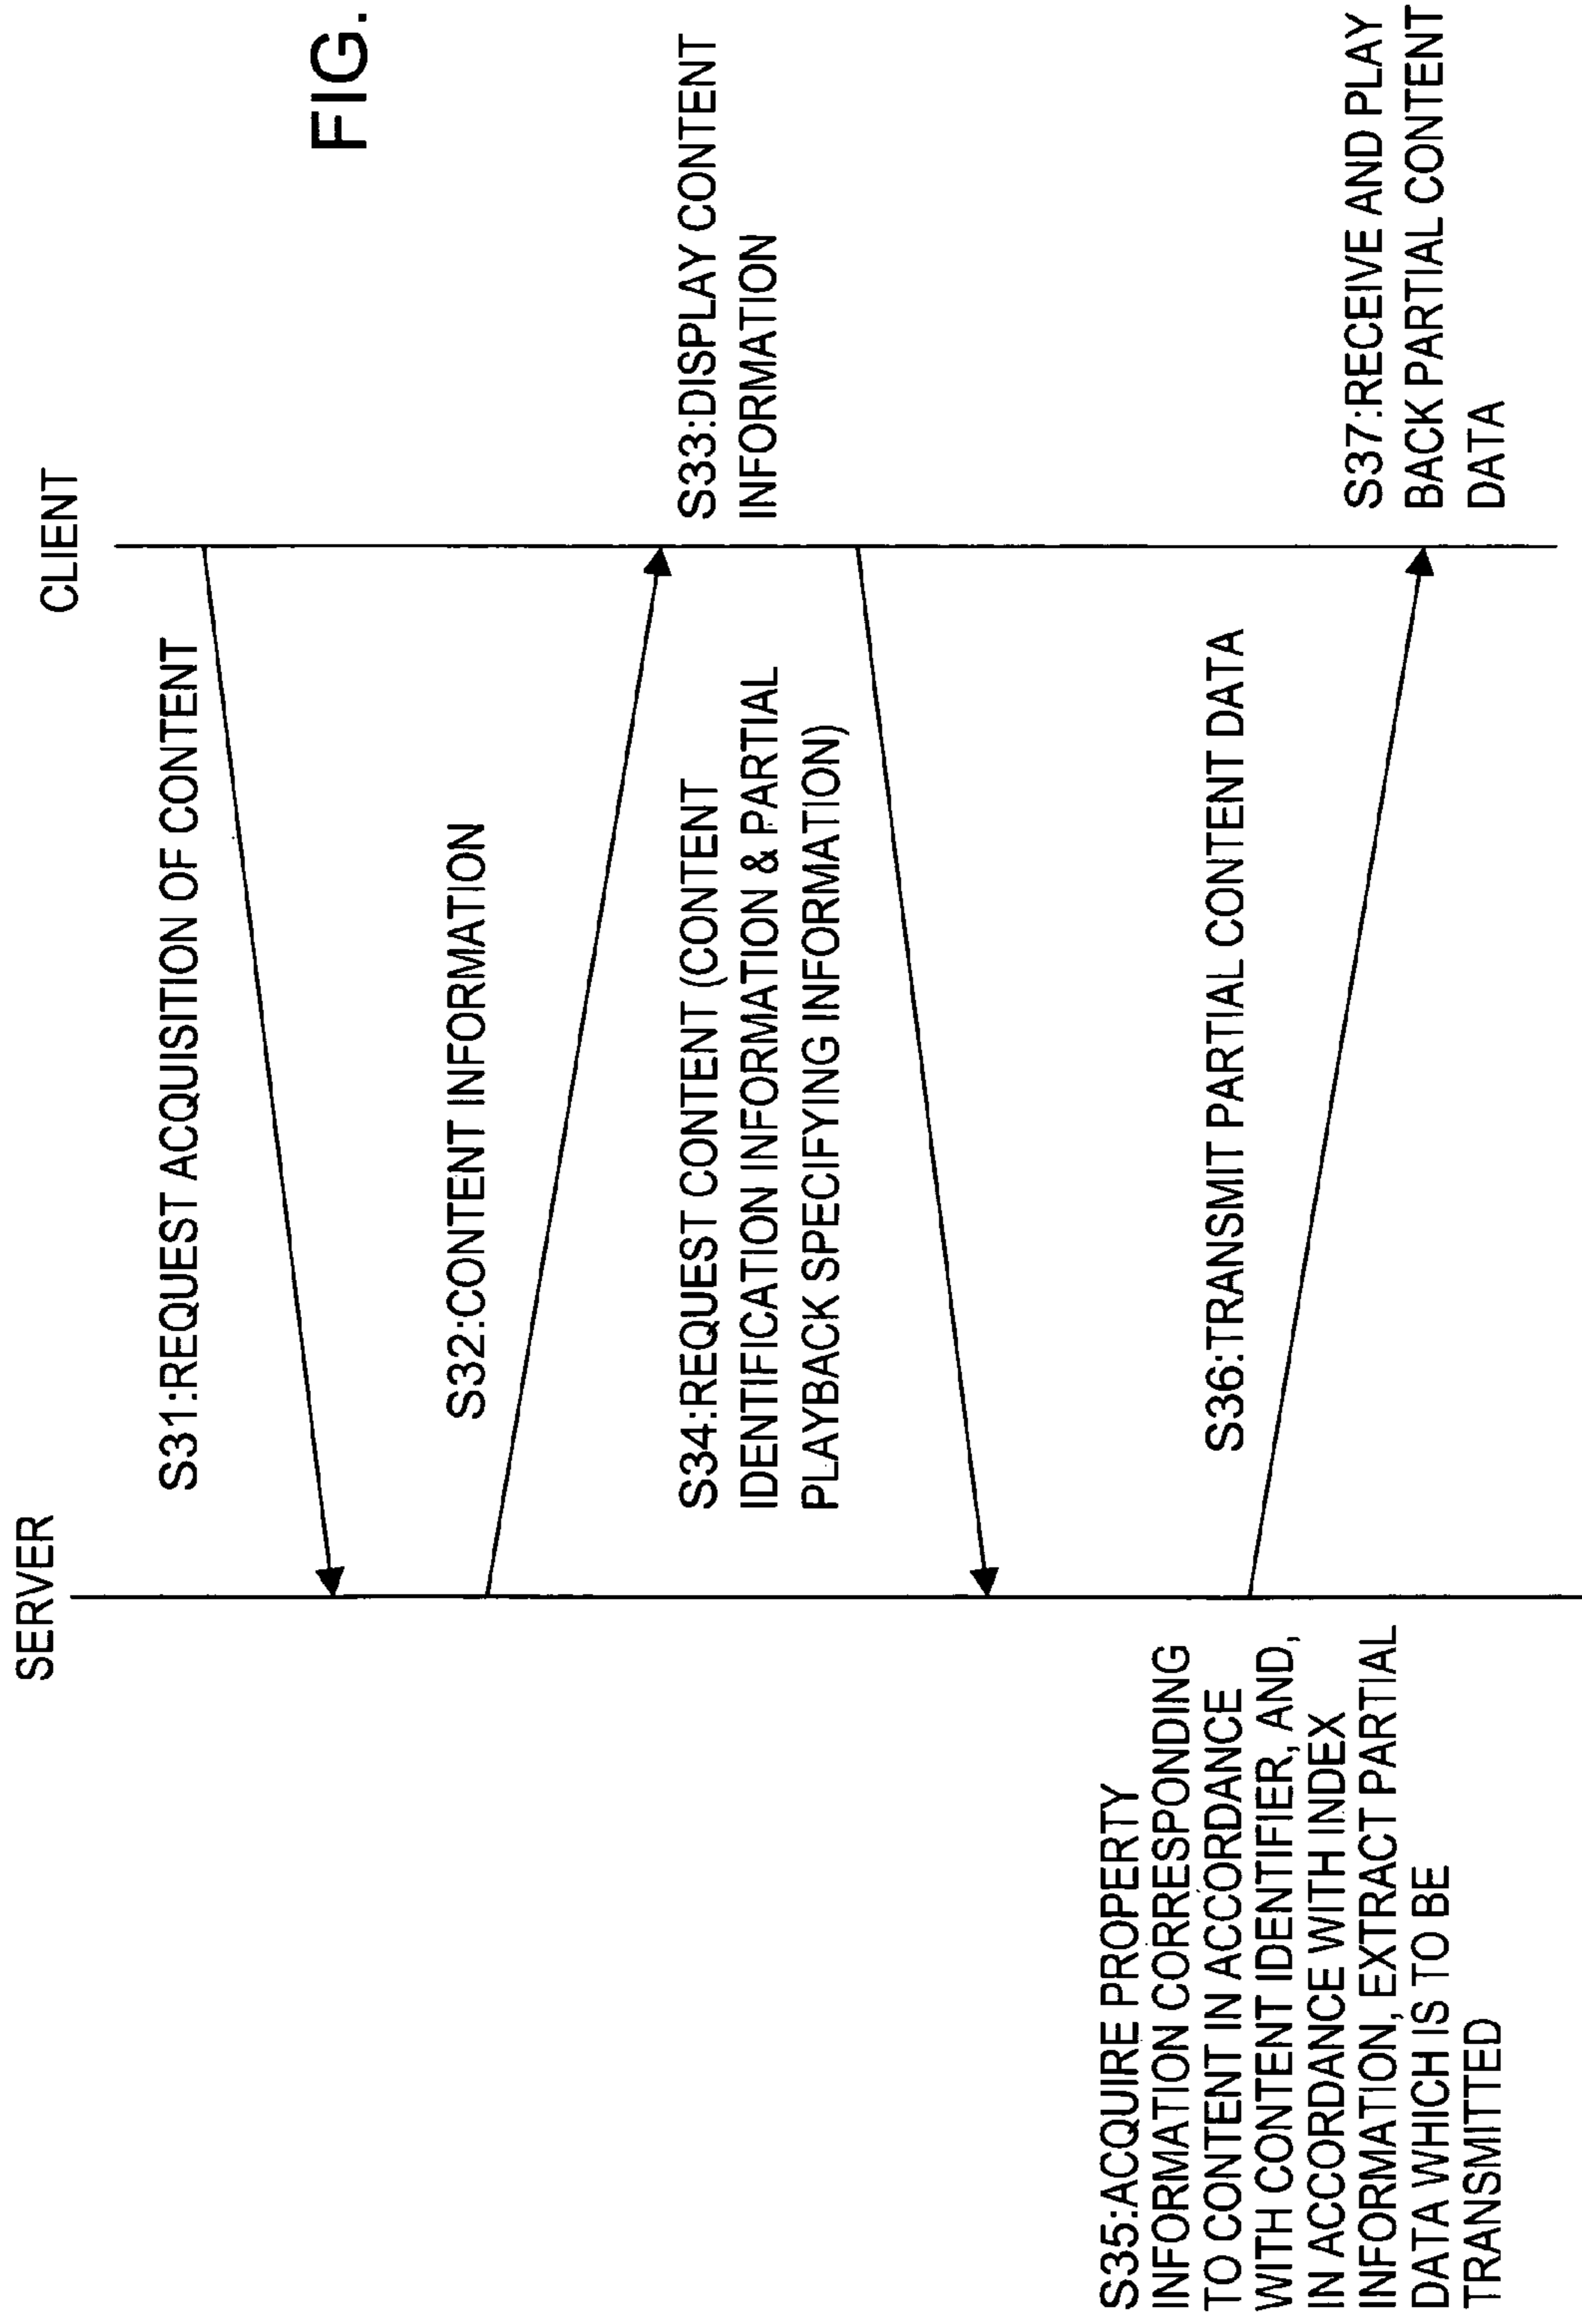 FIG.
SERVER
CLIENT
S31:REQUEST ACQUISITION OF CONTENT
S32:CONTENT INFORMATION
S33:DISPLAY CONTENT
INFORMATION
S34:REQUEST CONTENT (CONTENT
IDENTIFICATION INFORMATION & PARTIAL
PLAYBACK SPECIFYING INFORMATION)
S35:ACQUIRE PROPERTY
INFORMATION CORRESPONDING
TO CONTENT IN ACCORDANCE
WITH CONTENT IDENTIFIER, AND,
IN ACCORDANCE WITH INDEX
INFORMATION, EXTRACT PARTIAL
DATA WHICH IS TO BE
TRANSMITTED
S36:TRANSMIT PARTIAL CONTENT DATA
S37:RECEIVE AND PLAY
BACK PARTIAL CONTENT
DATA